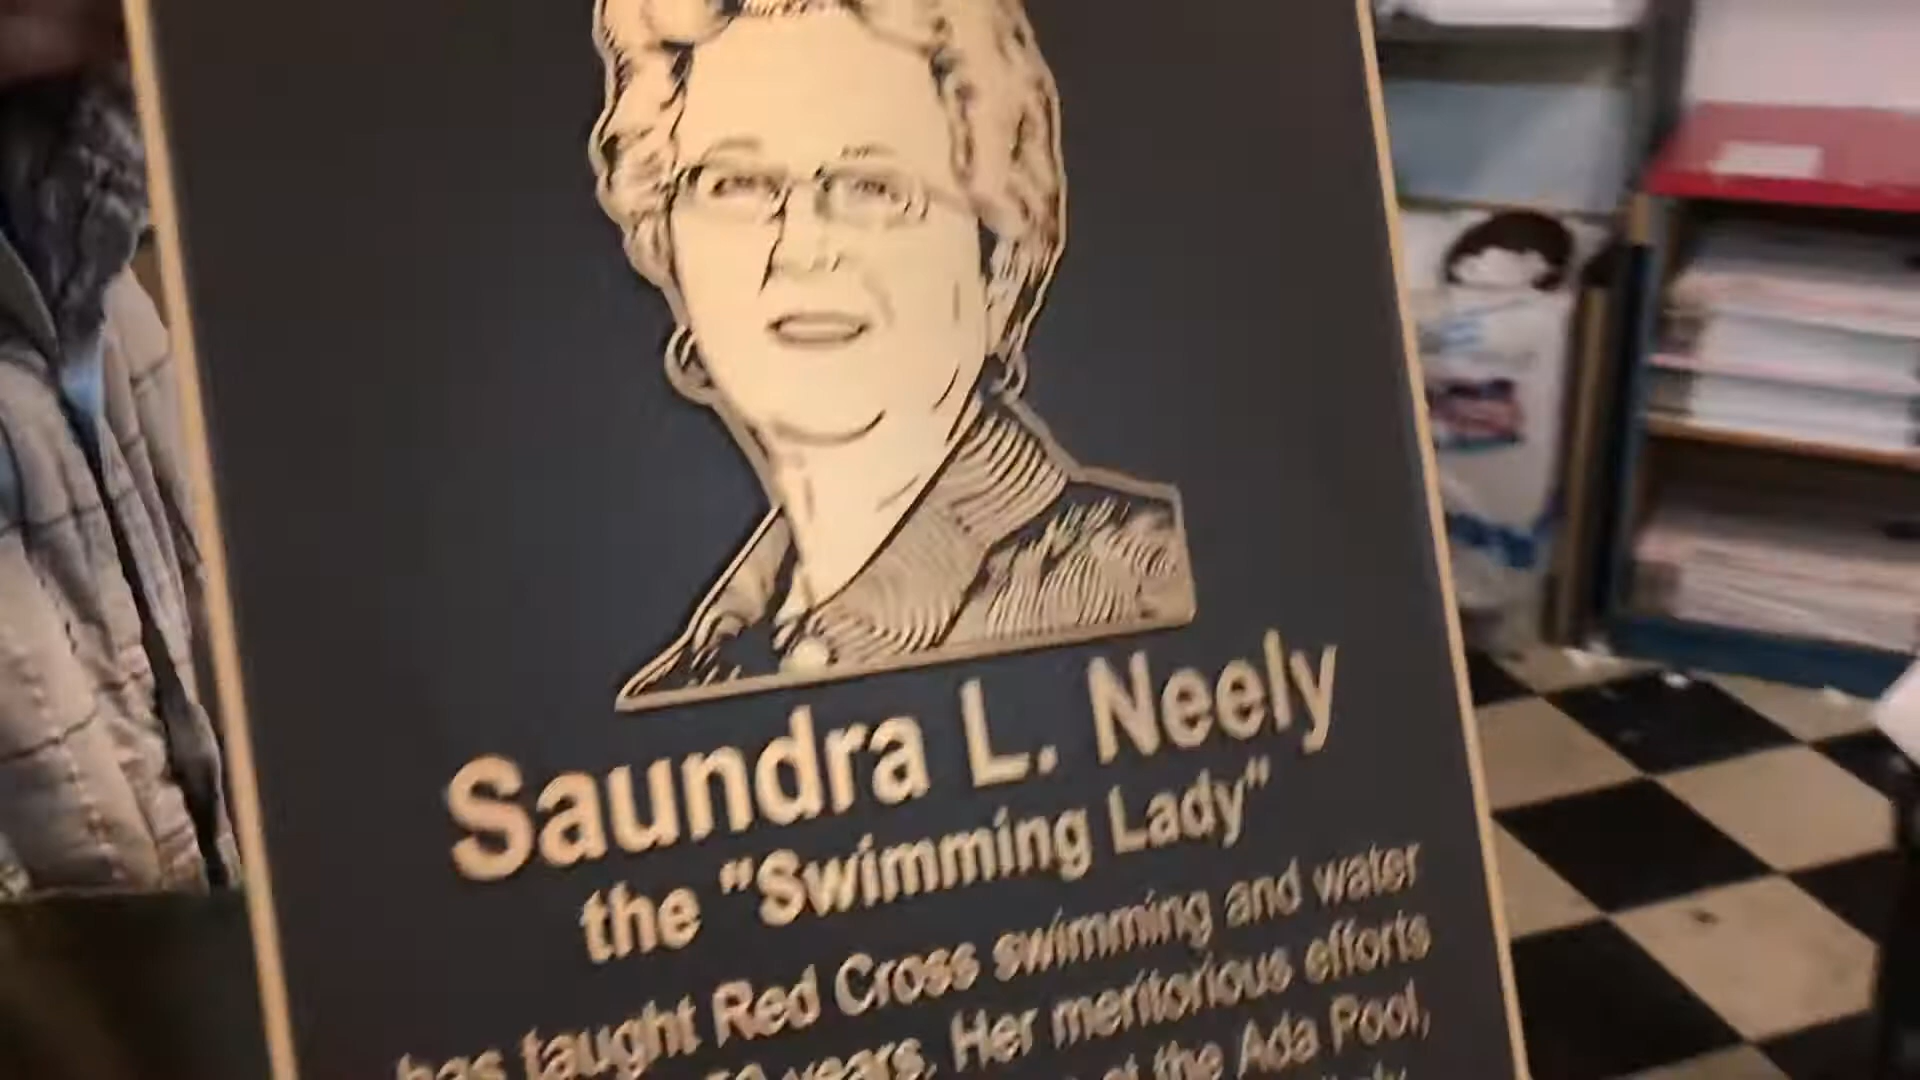 Saundra L. Neely
the "Swimming Lady"
has taught Red Cross swimming and water
50 years. Her meritorious efforts
at the Ada Pool,